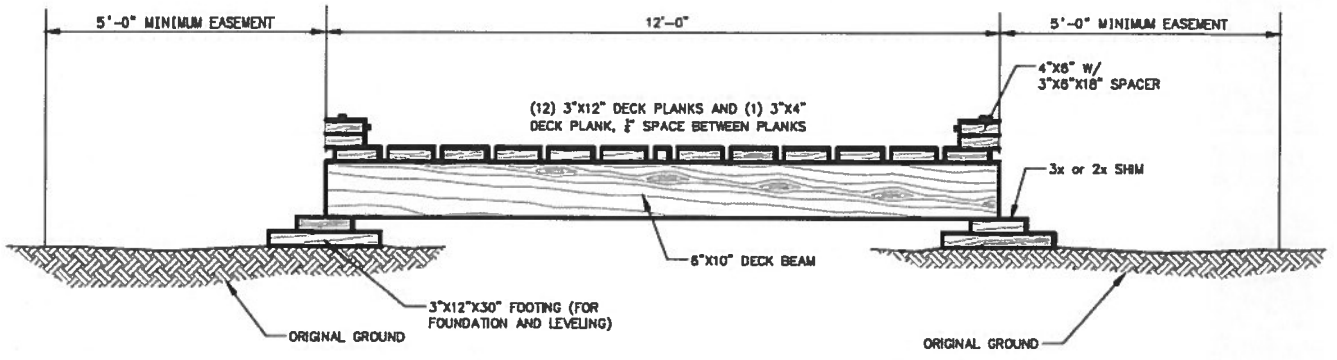 5'-0" MINIMUM EASEMENT
12'-0"
5'-0" MINIMUM EASEMENT
4"X6" W/
3"X6"X18" SPACER
(12) 3"X12" DECK PLANKS AND (1) 3"X4"
DECK PLANK, SPACE BETWEEN PLANKS
3x or 2x SHIM
6"X10" DECK BEAM
3"X12"X30" FOOTING (FOR
FOUNDATION AND LEVELING)
ORIGINAL GROUND
ORIGINAL GROUND